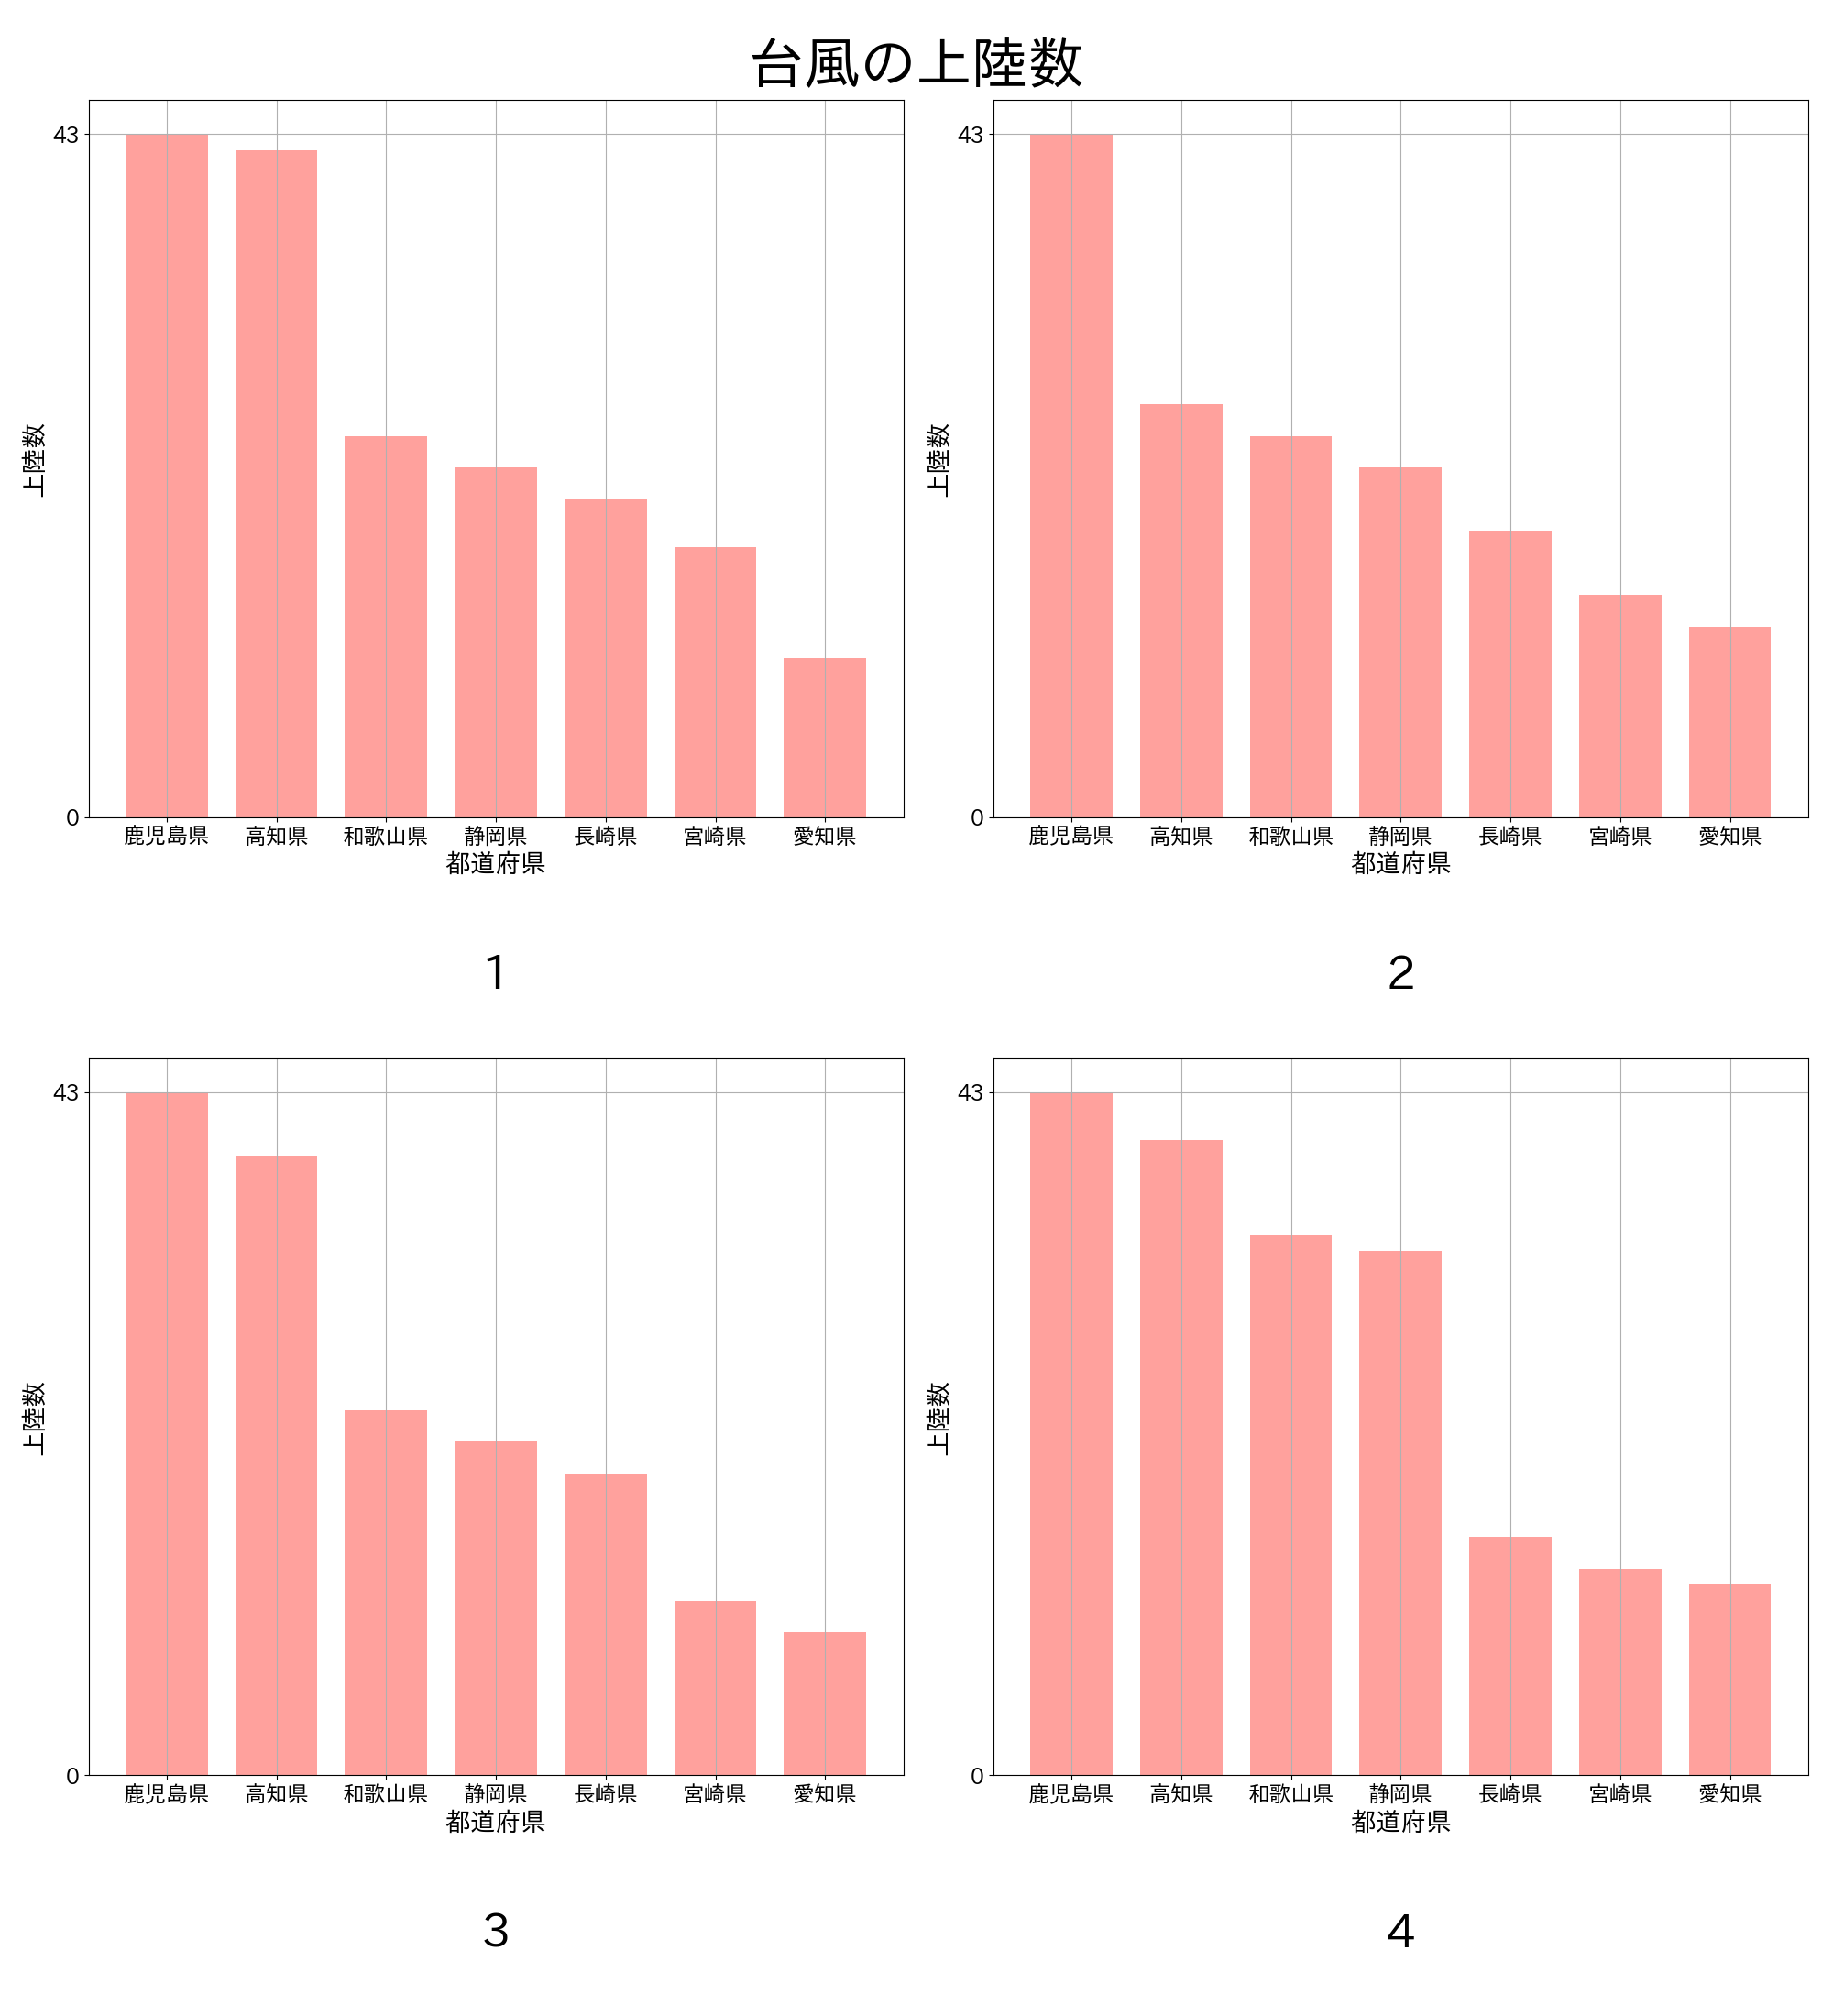 台風の上陸数
43
0
上陸数
鹿児島県 高知県 和歌山県 静岡県 長崎県 宮崎県 愛知県
都道府県
1
43
0
上陸数
鹿児島県 高知県 和歌山県 静岡県 長崎県 宮崎県 愛知県
都道府県
2
43
0
上陸数
鹿児島県 高知県 和歌山県 静岡県 長崎県 宮崎県 愛知県
都道府県
3
43
0
上陸数
鹿児島県 高知県 和歌山県 静岡県 長崎県 宮崎県 愛知県
都道府県
4